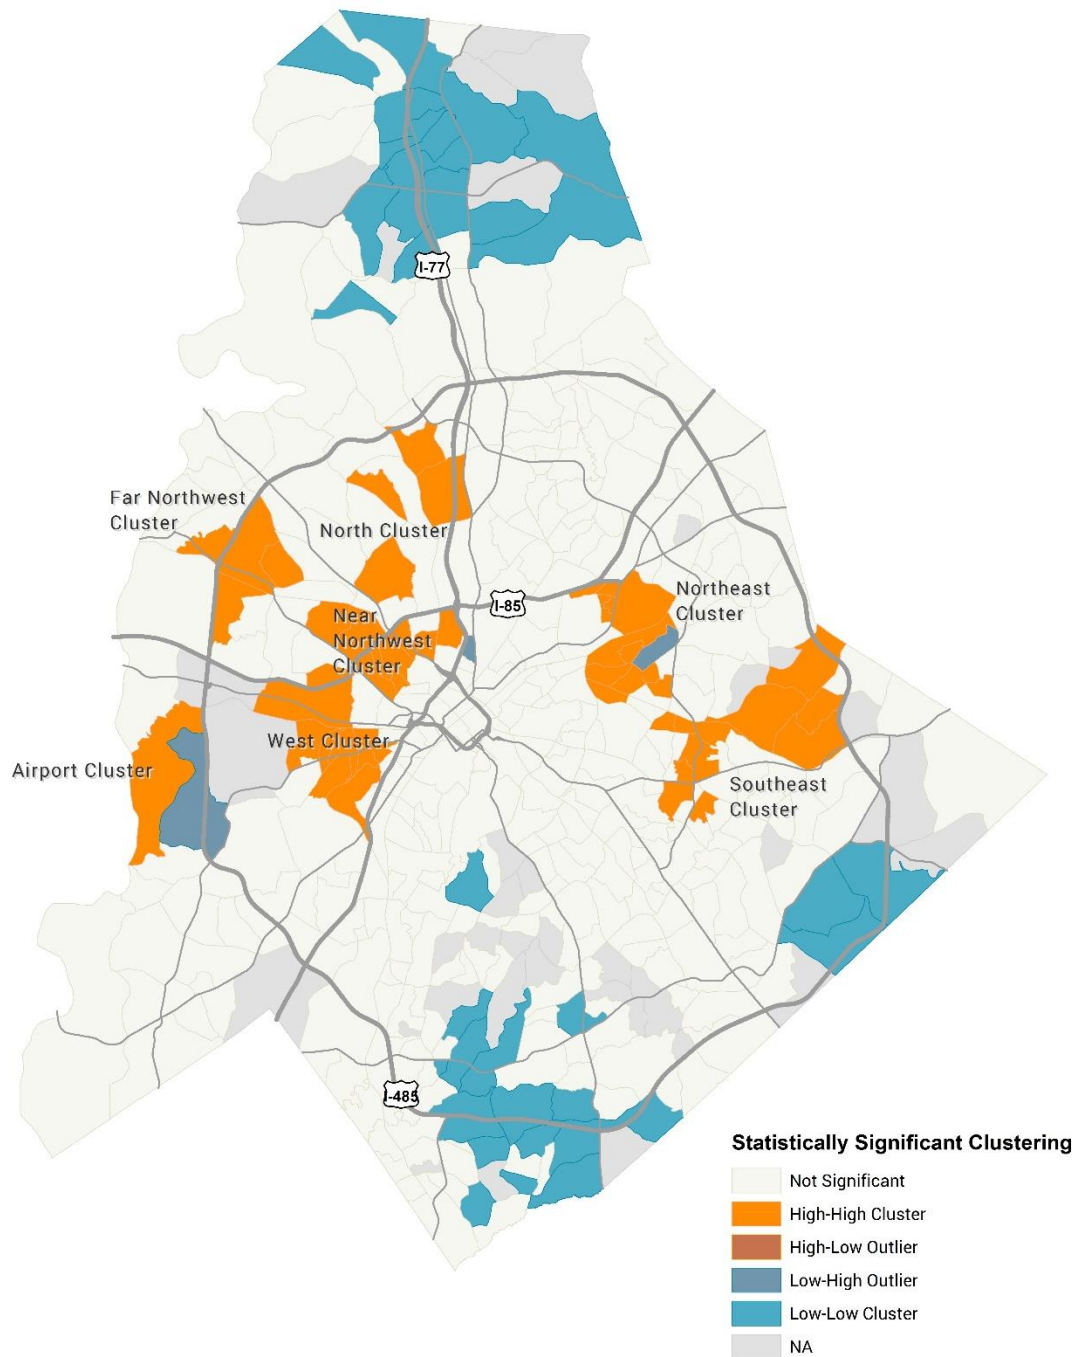 I-77
Far Northwest
Cluster
North Cluster
Near
Northwest
Cluster
I-85
Northeast
Cluster
West Cluster
Airport Cluster
Southeast
Cluster
I-485
Statistically Significant Clustering
Not Significant
High-High Cluster
High-Low Outlier
Low-High Outlier
Low-Low Cluster
NA